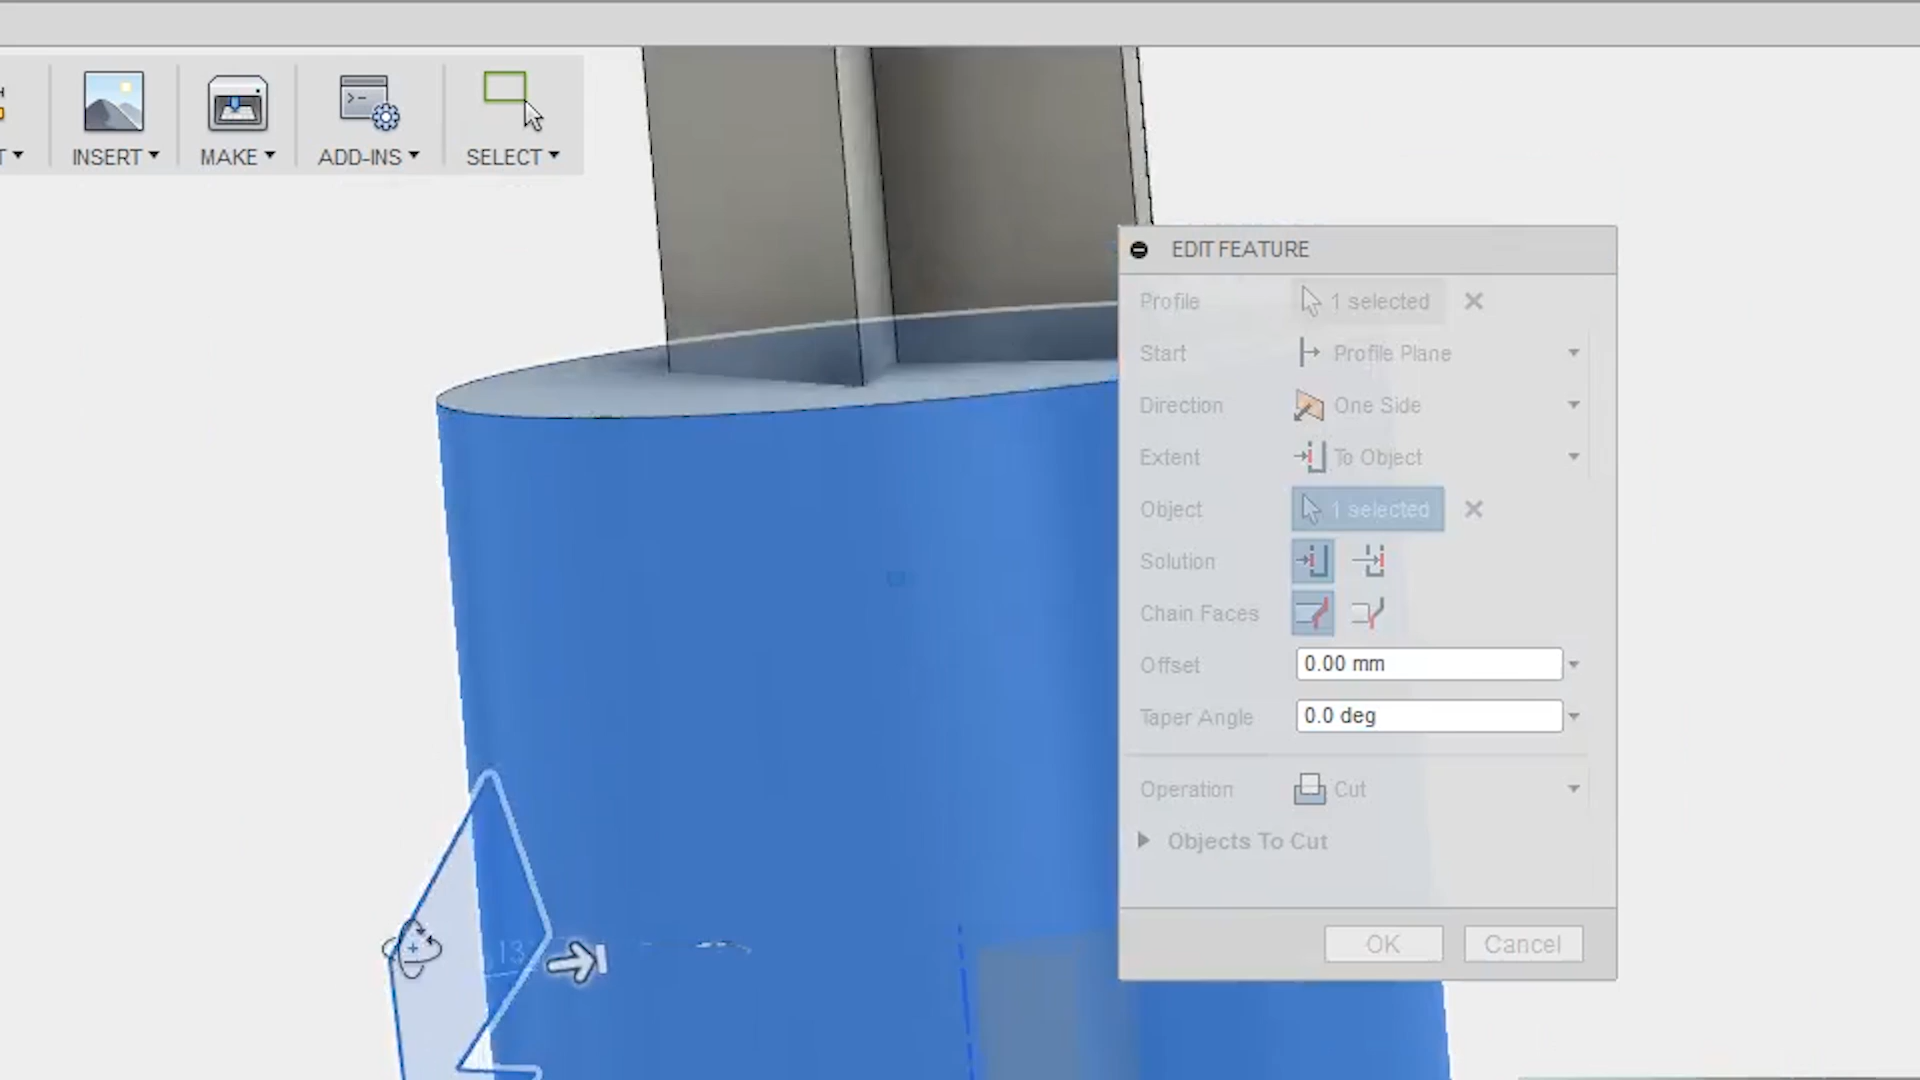 INSERT
MAKE
ADD-INS
SELECT
EDIT FEATURE
Profile 1 selected
Start Profile Plane
Direction One Side
Extent To Object
Object 1 selected
Solution
Chain Faces
Offset 0.00 mm
Taper Angle 0.0 deg
Operation Cut
Objects To Cut
OK Cancel